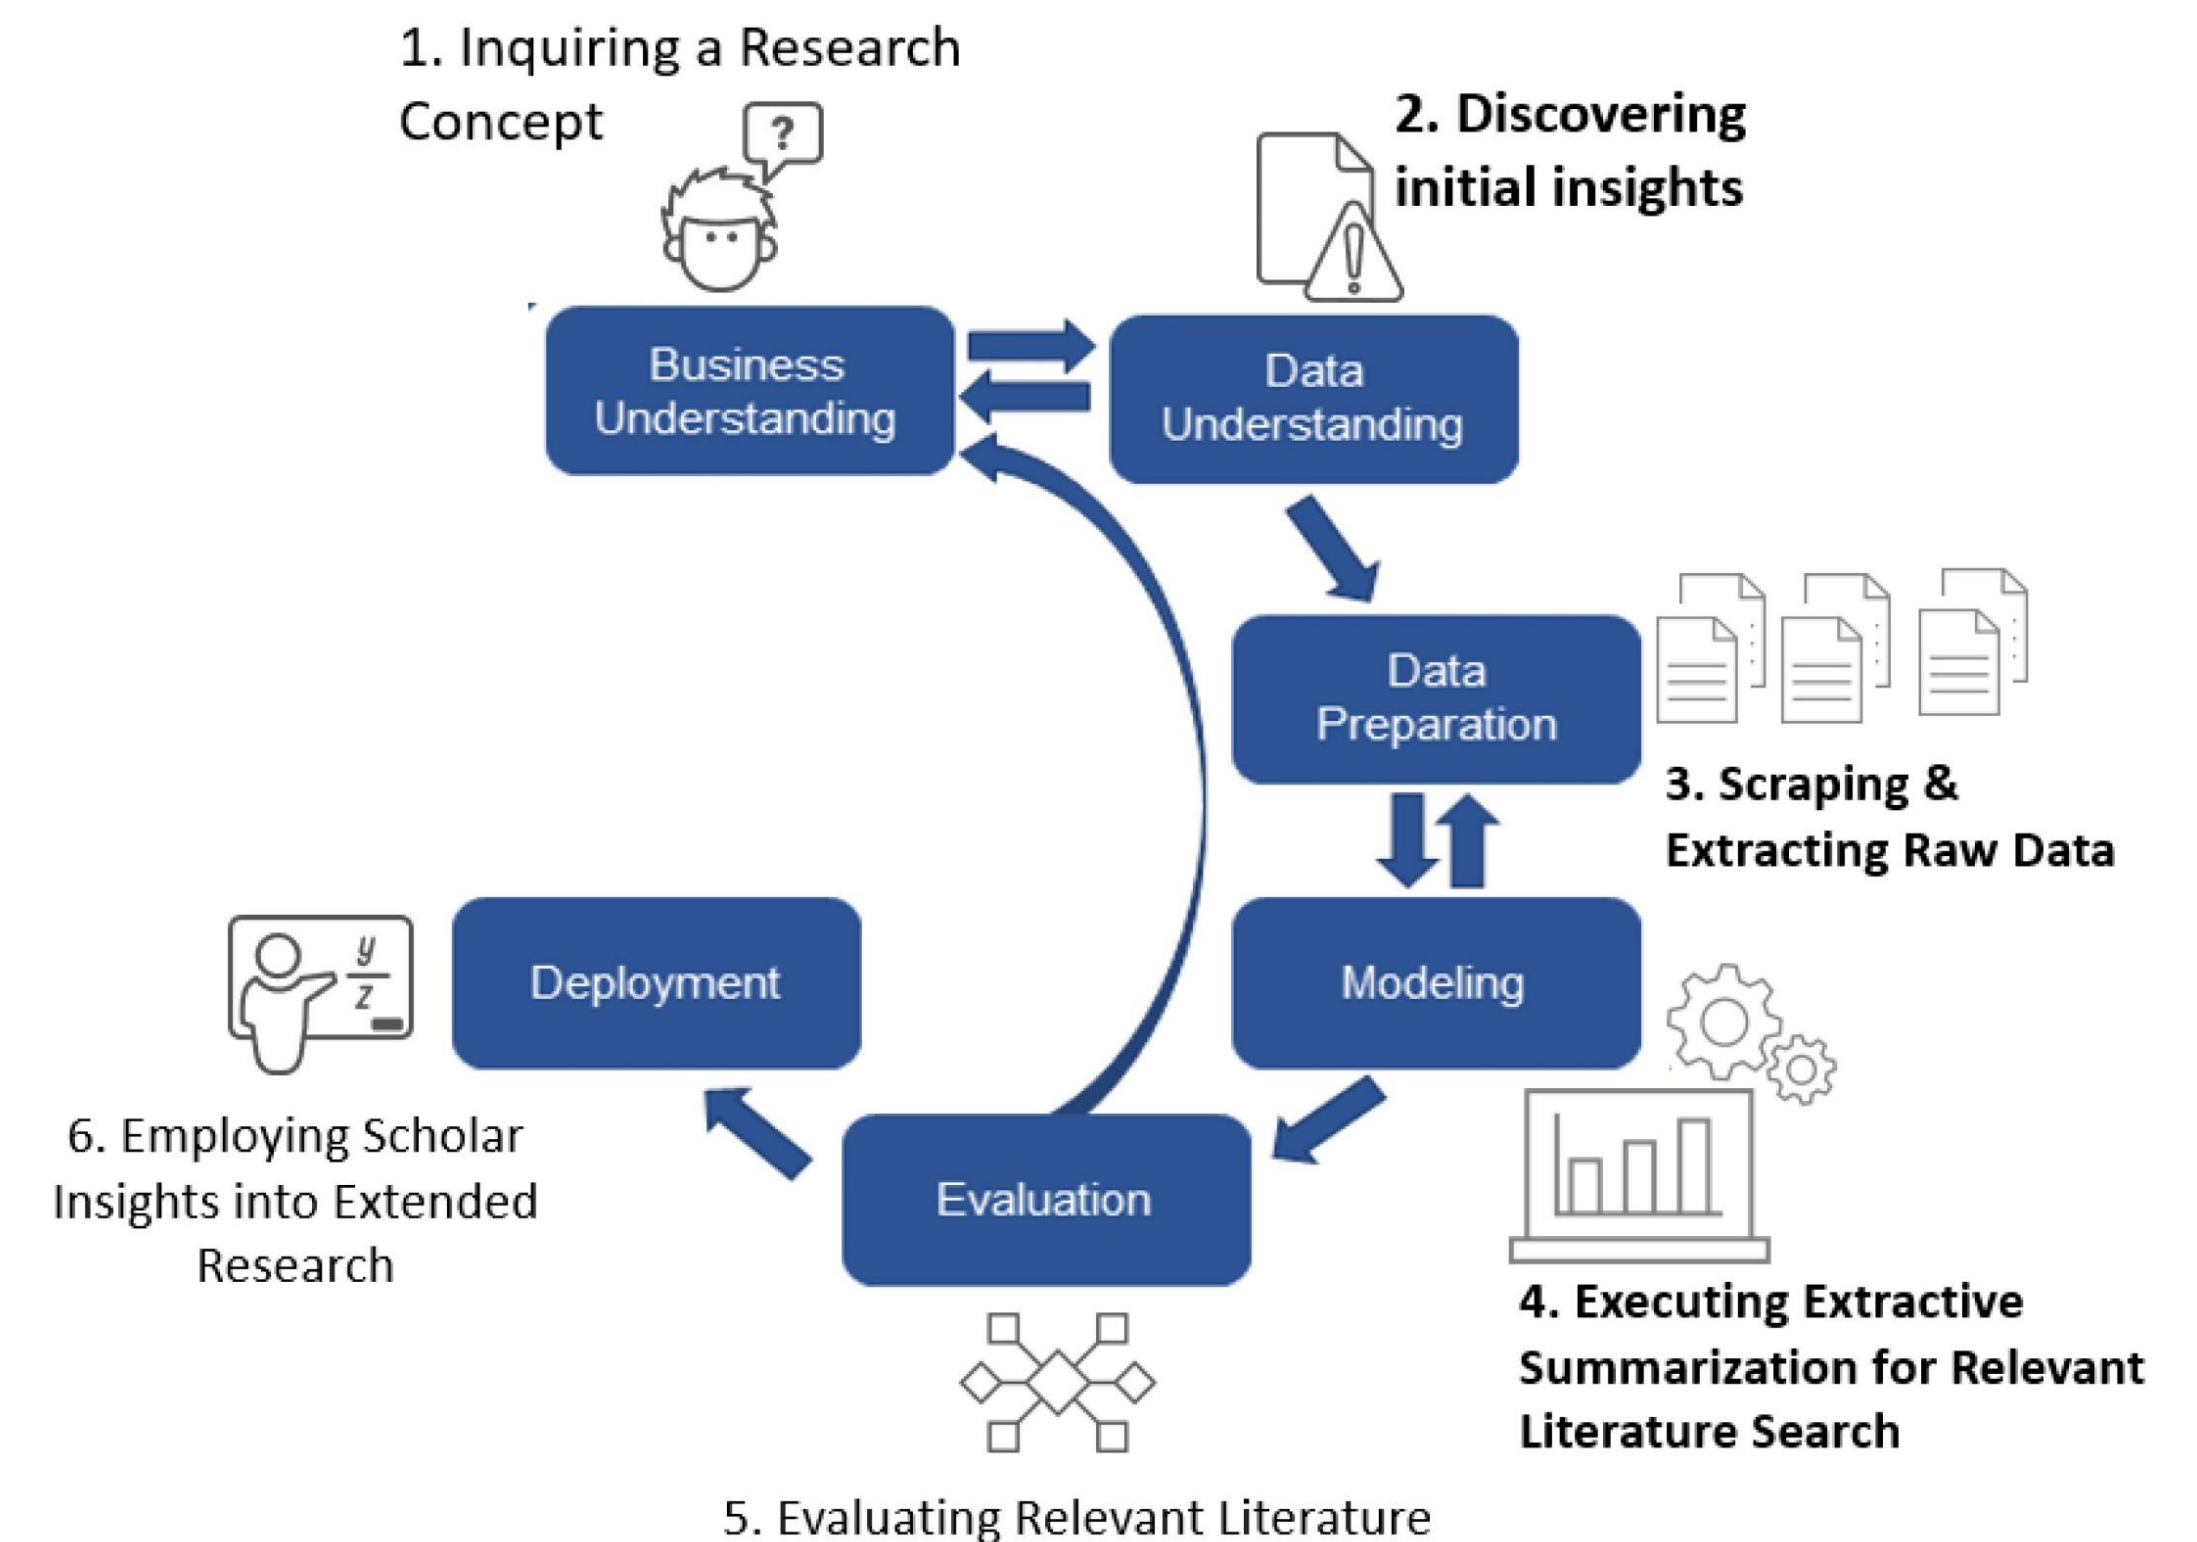 1. Inquiring a Research
Concept
?
2. Discovering
initial insights
Business
Understanding
Data
Understanding
Data
Preparation
3. Scraping &
Extracting Raw Data
Modeling
4. Executing Extractive
Summarization for Relevant
Literature Search
Evaluation
5. Evaluating Relevant Literature
Deployment
y
z
6. Employing Scholar
Insights into Extended
Research